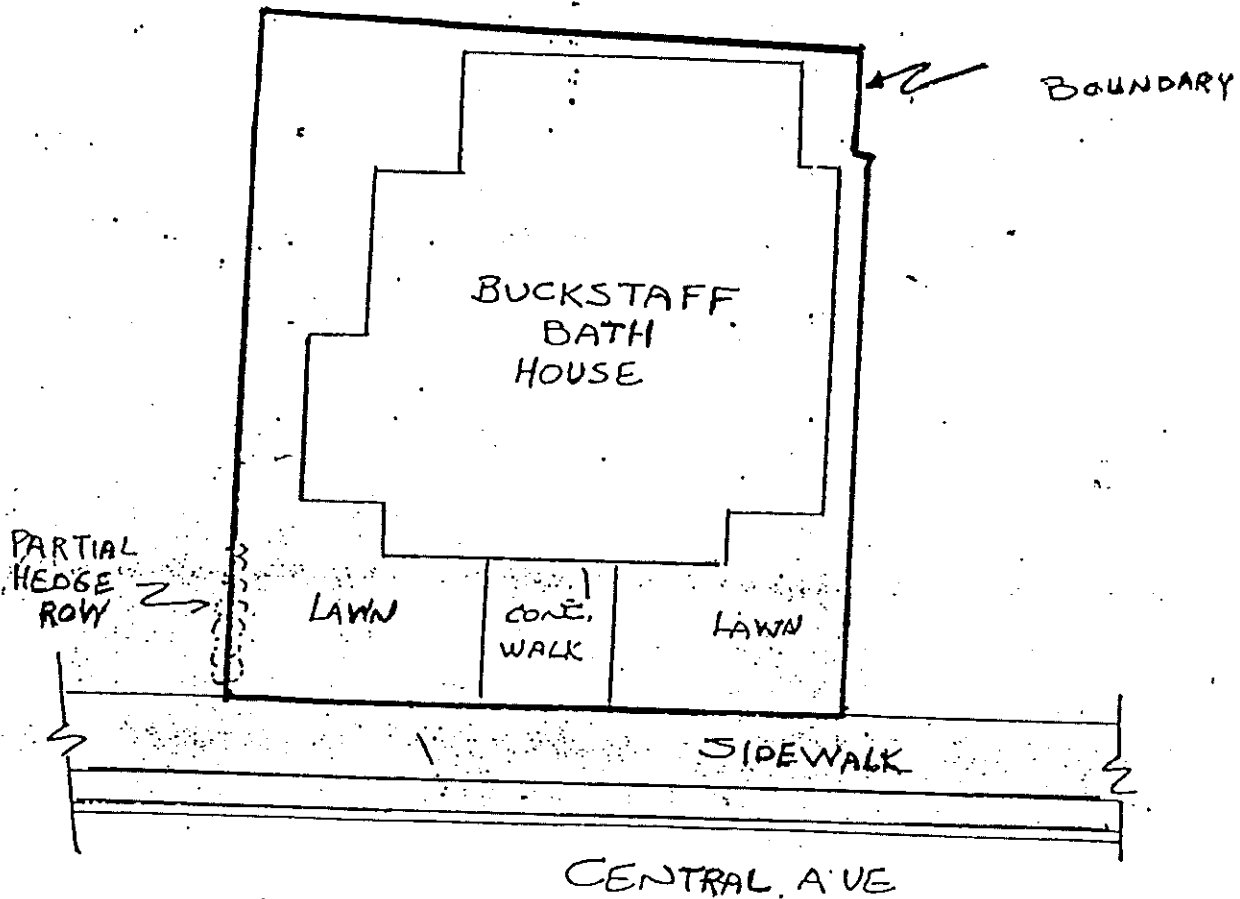 BOUNDARY
BUCKSTAFF
BATH
HOUSE
PARTIAL
HEDGE
ROW
LAWN
CONC.
WALK
LAWN
SIDEWALK
CENTRAL. AVE